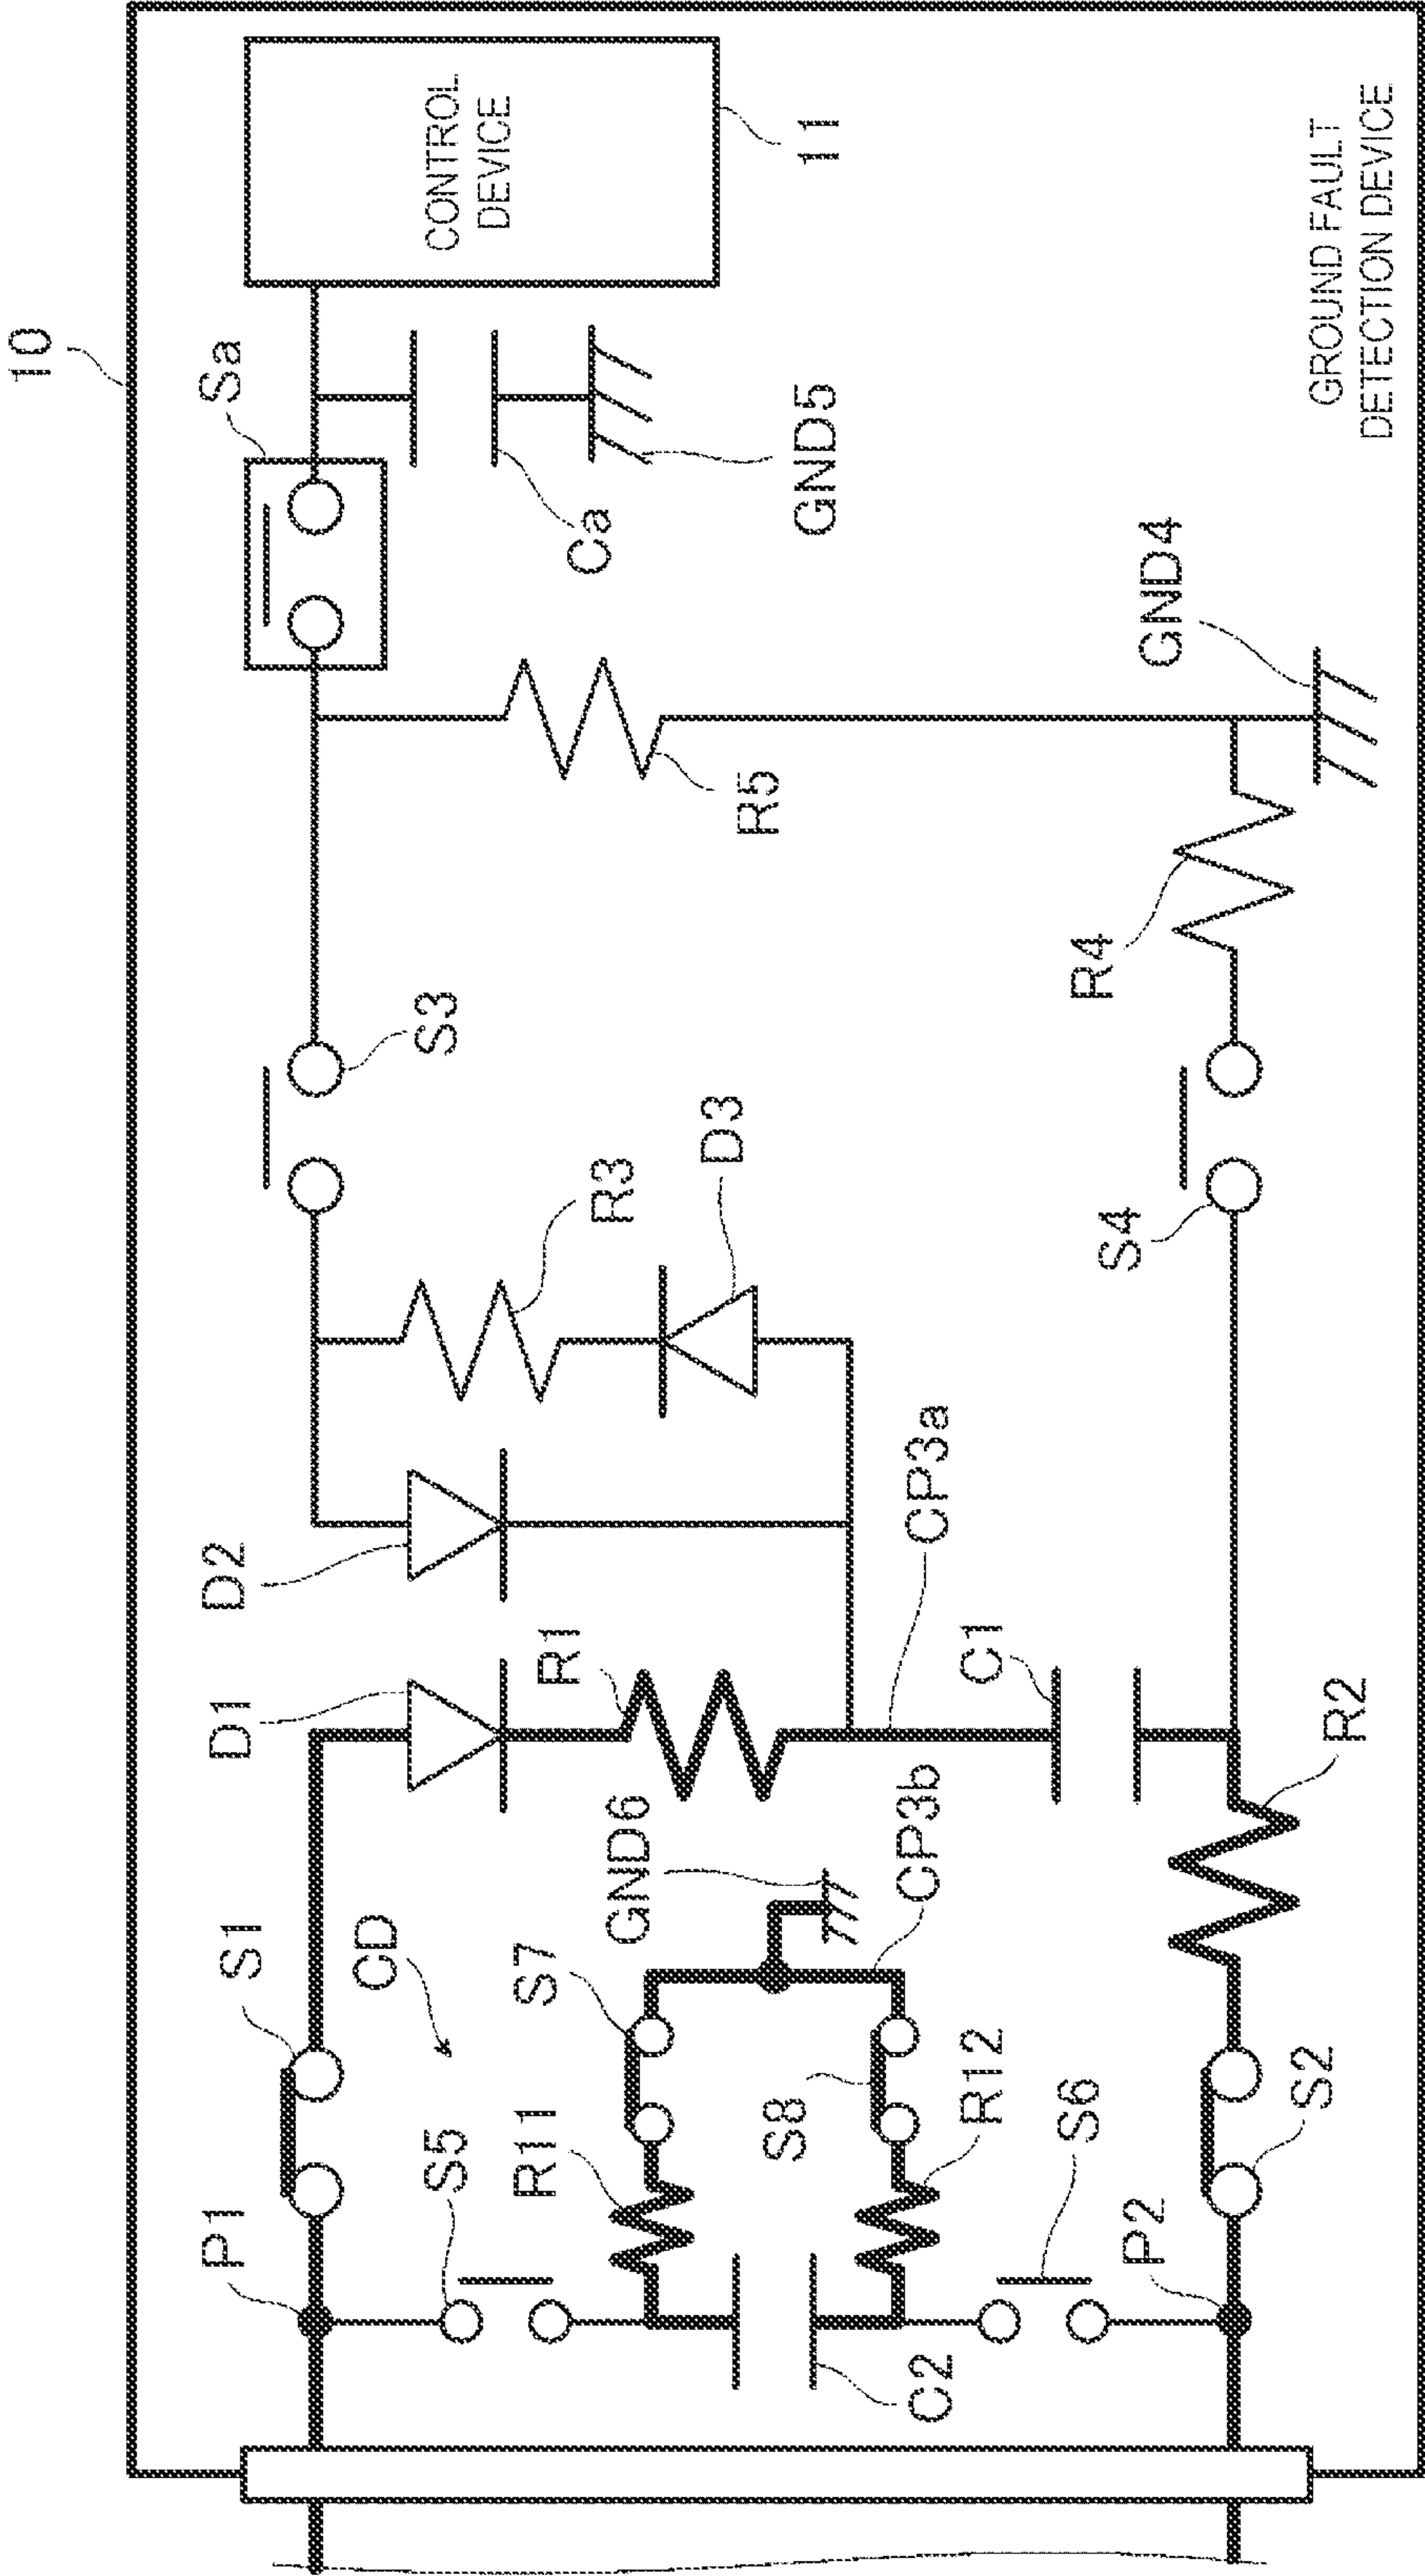 10
CONTROL
DEVICE
11
Sa
Ca
GND5
GND4
GROUND FAULT
DETECTION DEVICE
R5
R4
S3
S4
R3
D3
D2
CP3a
D1
R1
C1
R2
GND6
CP3b
S1
CD
S7
S8
R11
R12
S5
S6
S2
P1
P2
C2